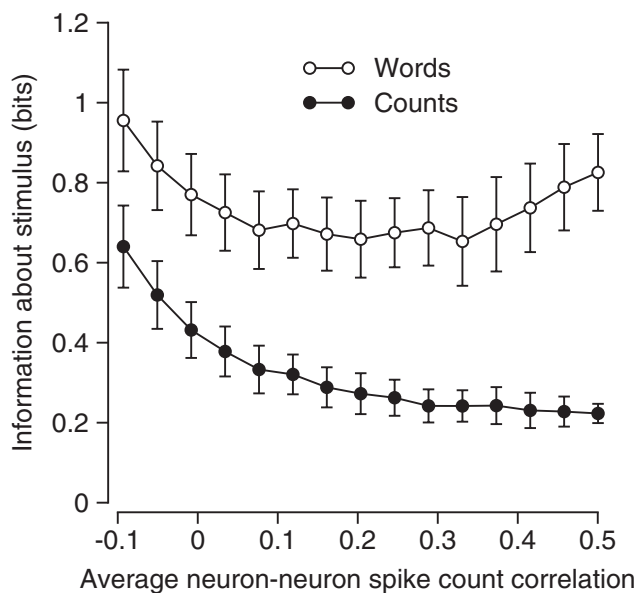 1.2
1
0.8
0.6
0.4
0.2
0
Information about stimulus (bits)
Words
Counts
-0.1 0 0.1 0.2 0.3 0.4 0.5
Average neuron-neuron spike count correlation